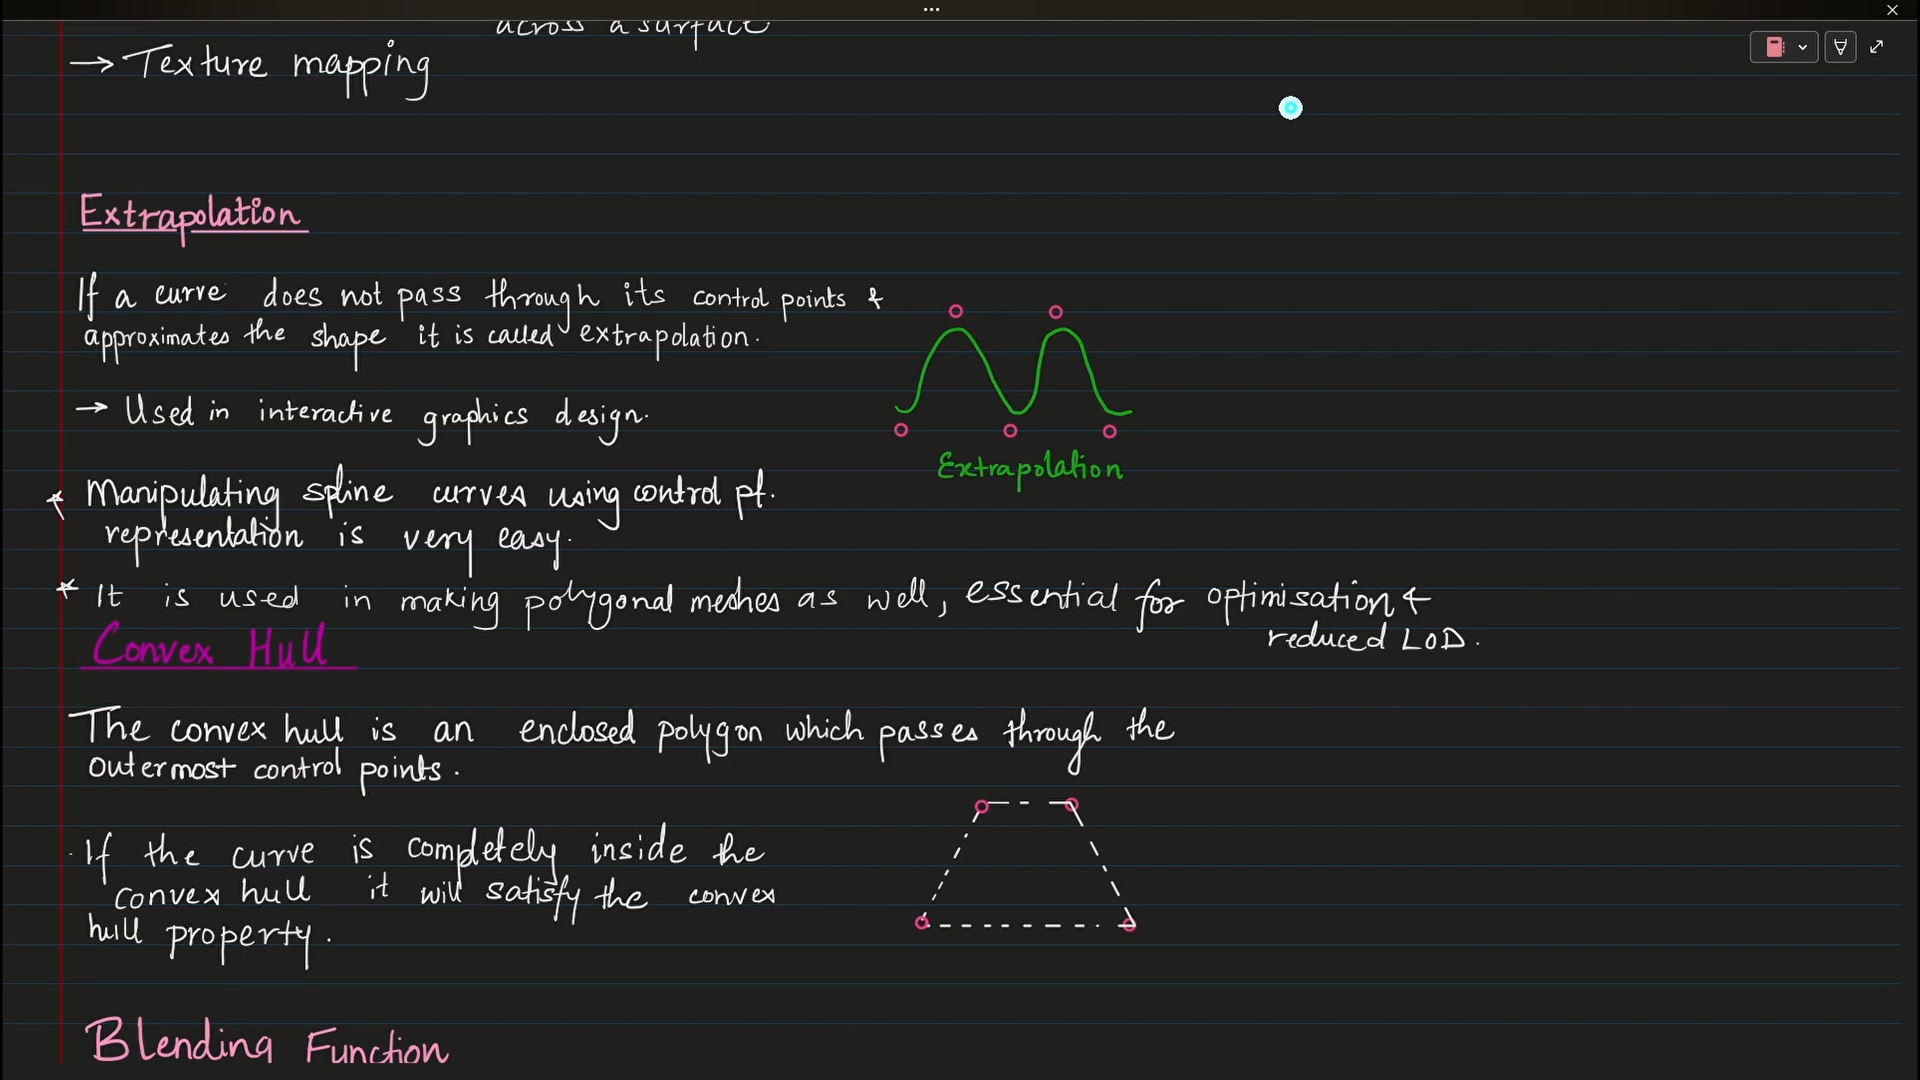 across a surface
→ Texture mapping
Extrapolation
If a curve does not pass through its control points &
approximates the shape it is called extrapolation.
→ Used in interactive graphics design.
Extrapolation
* Manipulating spline curves using control pt.
representation is very easy.
* It is used in making polygonal meshes as well, essential for optimisation &
reduced LOD.
Convex Hull
The convex hull is an enclosed polygon which passes through the
outermost control points.
. If the curve is completely inside the
convex hull it will satisfy the convex
hull property.
Blending Function